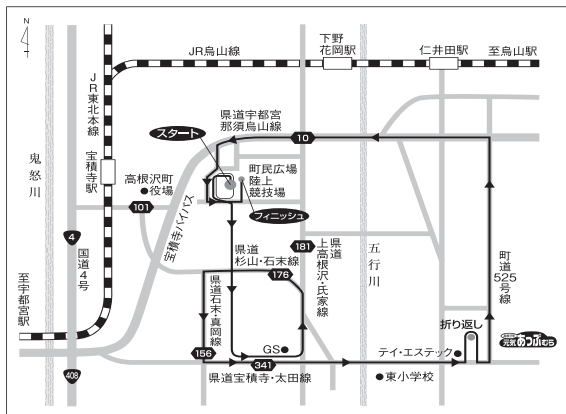 N
下野
花岡駅
仁井田駅
至烏山駅
JR烏山線
JR東北本線
県道宇都宮
那須烏山線
スタート
10
鬼怒川
宝積寺駅
高根沢町
役場
町民広場
陸上
競技場
フィニッシュ
101
宝積寺バイパス
4
国道4号
県道
杉山・石末線
181
県道
上高根沢・氏家線
五行川
町道525号線
176
県道石末・真岡線
至宇都宮駅
折り返し
元気あっぷむら
GS
テイ・エステック
156
341
県道宝積寺・太田線
東小学校
408